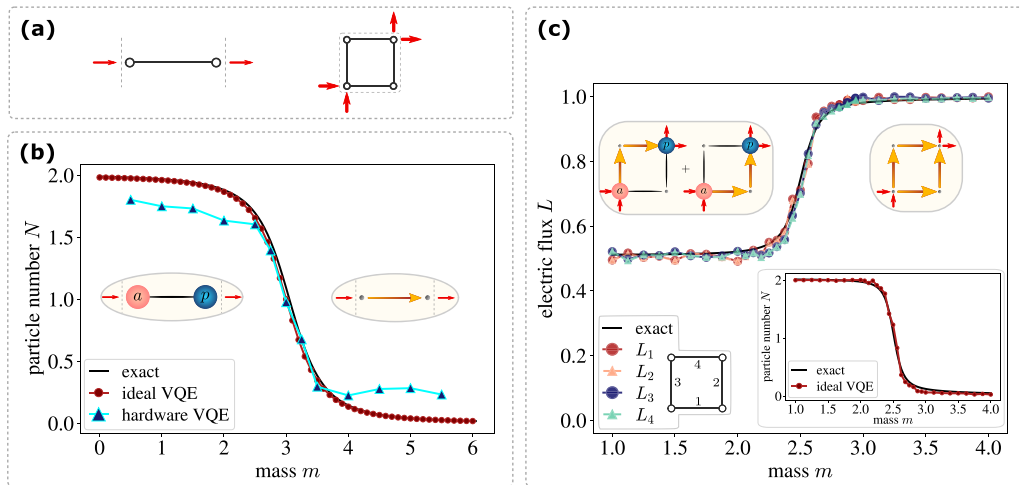 (a)
(b)
2.0
1.5
1.0
0.5
0.0
particle number N
a
p
exact
ideal VQE
hardware VQE
0
1
2
3
4
5
6
mass m
(c)
1.0
0.8
0.6
0.4
0.2
0.0
electric flux L
p
p
+
a
a
exact
L1
L2
L3
L4
4
3
2
1
1.0
1.5
2.0
2.5
3.0
3.5
4.0
mass m
2
1
0
particle number N
exact
ideal VQE
1.0
1.5
2.0
2.5
3.0
3.5
4.0
mass m